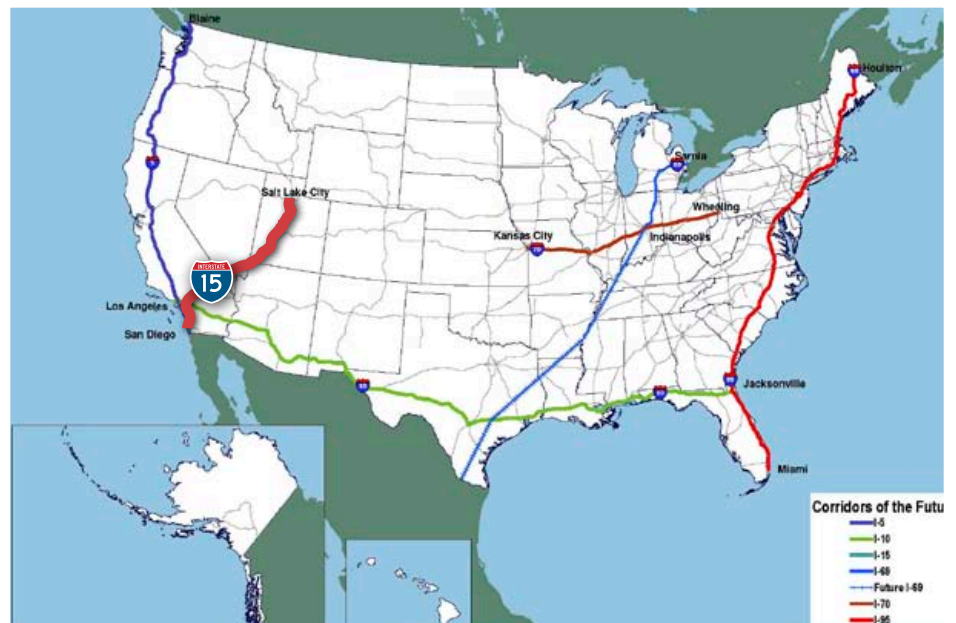 Blaine
Houlton
Sarnia
Salt Lake City
Wheeling
Kansas City
Indianapolis
INTERSTATE
15
Los Angeles
San Diego
Jacksonville
Miami
Corridors of the Futu
I-5
I-10
I-15
I-69
Future I-69
I-70
I-95